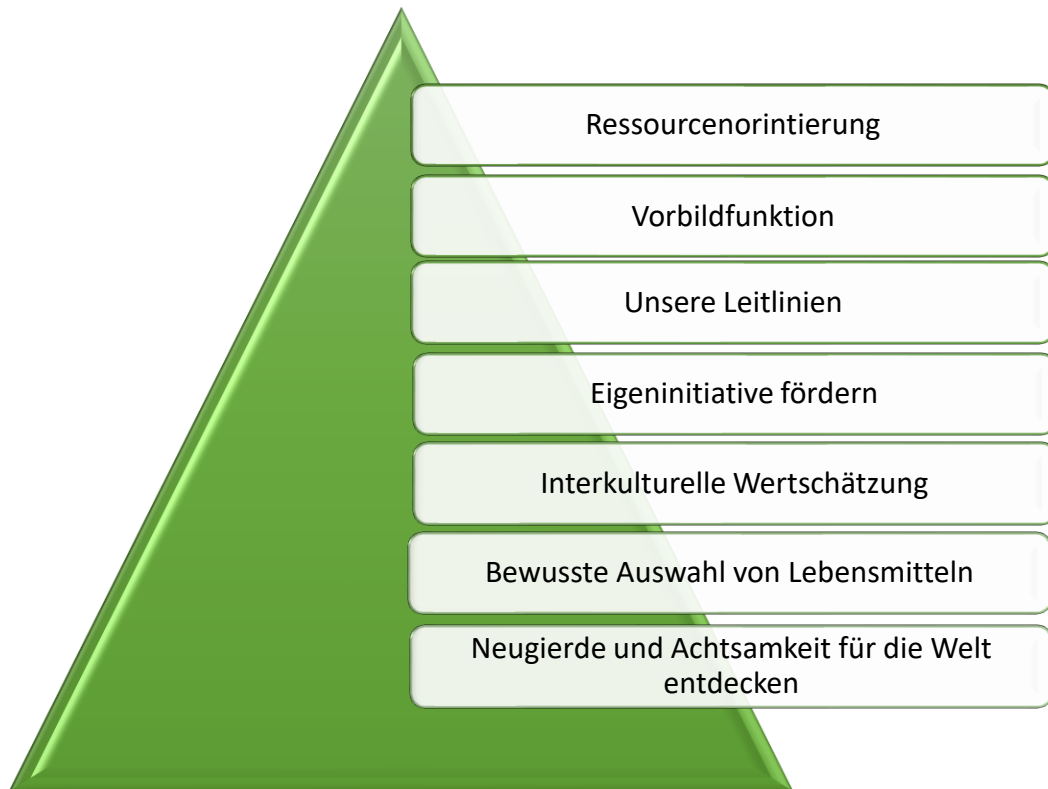 Ressourcenorintierung
Vorbildfunktion
Unsere Leitlinien
Eigeninitiative fördern
Interkulturelle Wertschätzung
Bewusste Auswahl von Lebensmitteln
Neugierde und Achtsamkeit für die Welt
entdecken